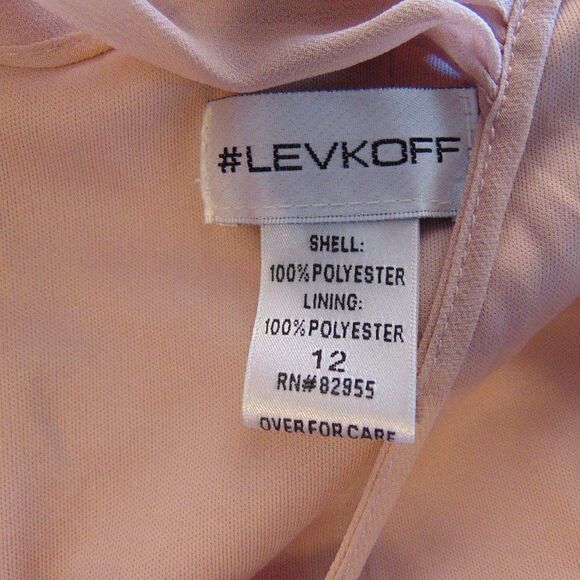 #LEVKOFF
SHELL:
100% POLYESTER
LINING:
100% POLYESTER
12
RN#82955
OVER FOR CARE